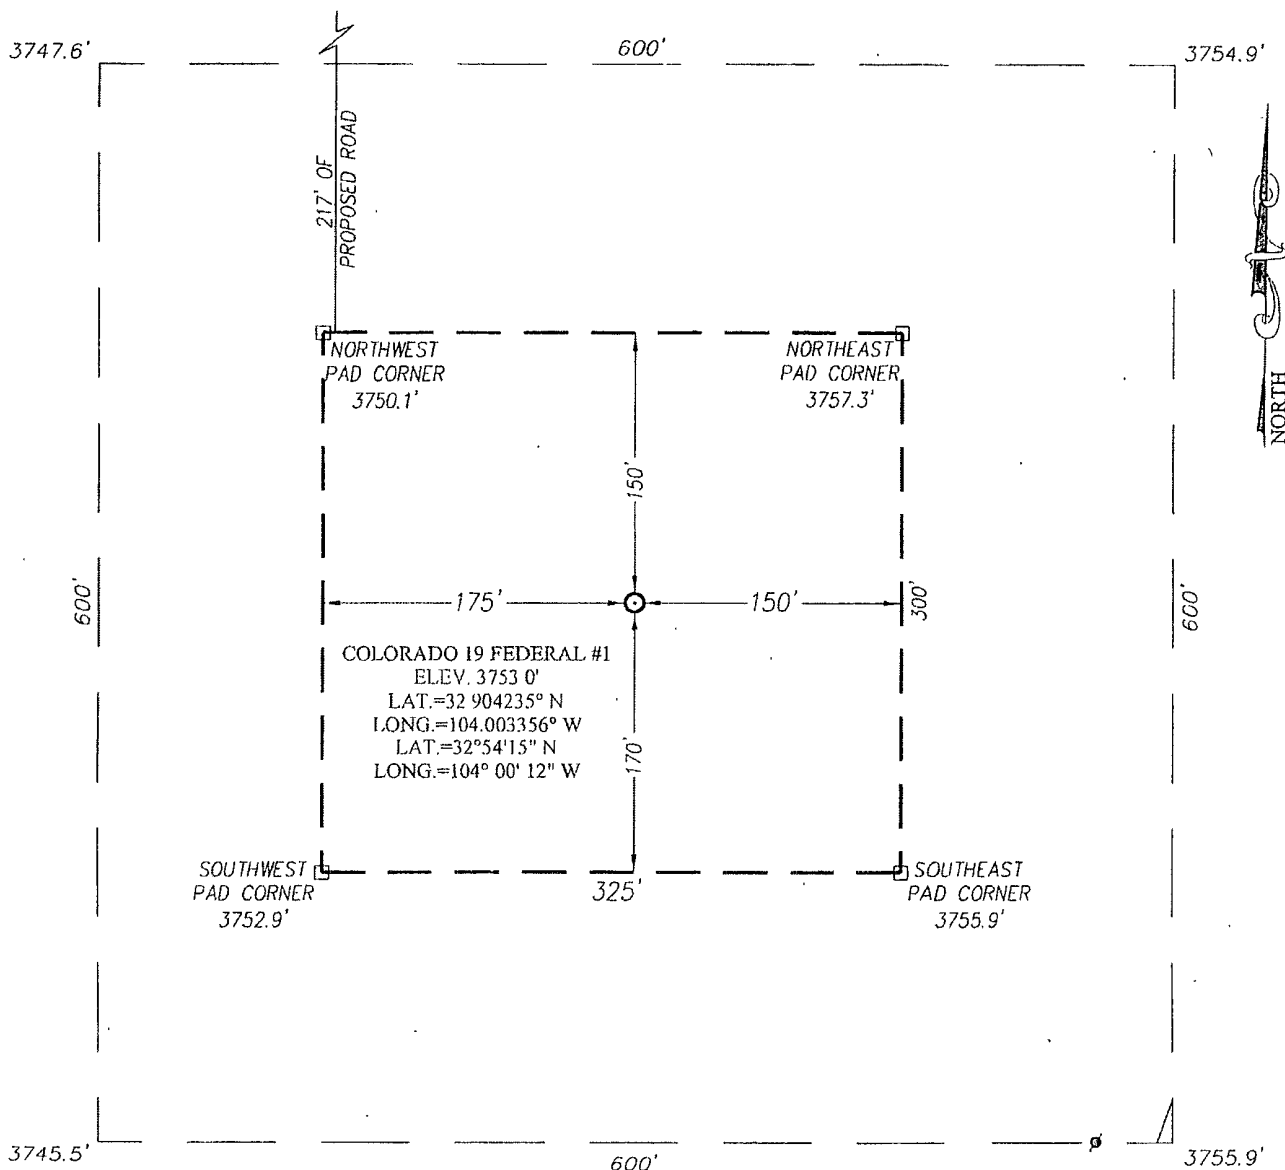 3747.6'
600'
3754.9'
217' OF
PROPOSED ROAD
NORTH
NORTHWEST
PAD CORNER
3750.1'
NORTHEAST
PAD CORNER
3757.3'
150'
600'
175'
150'
300'
600'
COLORADO 19 FEDERAL #1
ELEV. 3753 0'
LAT.=32 904235° N
LONG.=104.003356° W
LAT.=32°54'15" N
LONG.=104° 00' 12" W
170'
SOUTHWEST
PAD CORNER
3752.9'
325'
SOUTHEAST
PAD CORNER
3755.9'
3745.5'
600'
3755.9'